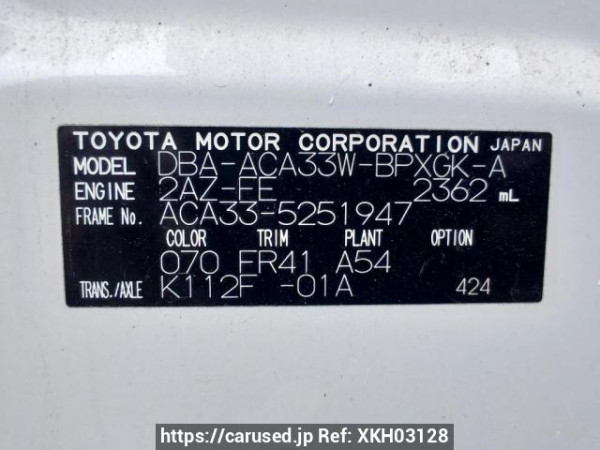 TOYOTA MOTOR CORPORATION JAPAN
MODEL DBA-ACA33W-BPXGK-A
ENGINE 2AZ-FE 2362 mL
FRAME No. ACA33-5251947
COLOR TRIM PLANT OPTION
070 FR41 A54
TRANS./AXLE K112F -01A 424
https://carused.jp Ref: XKH03128